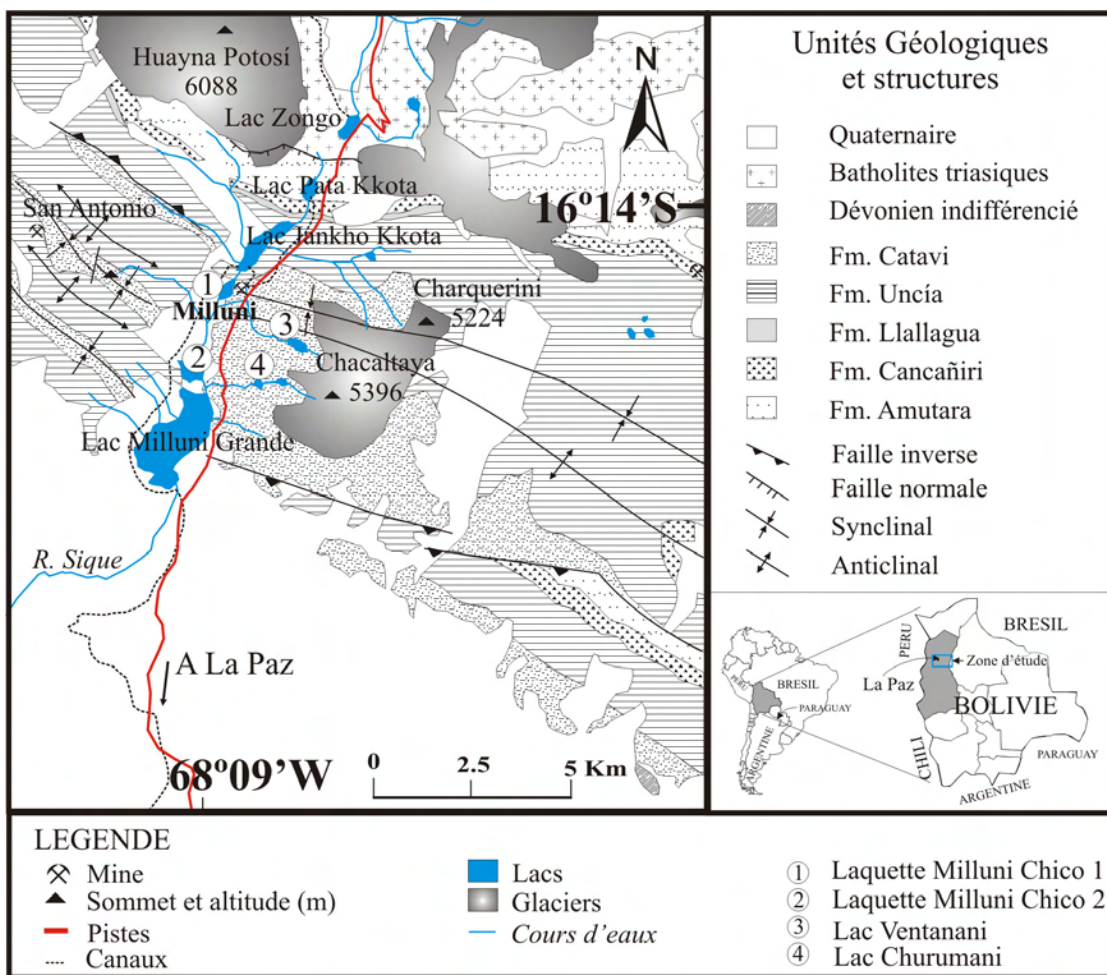 Huayna Potosí
6088
Lac Zongo
N
Lac Pata Kkota
16º14'S
San Antonio
Lac Jankho Kkota
1
Milluni
Charquerini
5224
3
2
4
Chacaltaya
5396
Lac Milluni Grande
R. Sique
A La Paz
68º09'W
0 2.5 5 Km
Unités Géologiques
et structures
Quaternaire
Batholites triasiques
Dévonien indifférencié
Fm. Catavi
Fm. Uncía
Fm. Llallagua
Fm. Cancañiri
Fm. Amutara
Faille inverse
Faille normale
Synclinal
Anticlinal
PERU
BRESIL
Zone d'étude
La Paz
BOLIVIE
CHILI
PARAGUAY
ARGENTINE
PERU
BRESIL
PARAGUAY
ARGENTINE
LEGENDE
Mine
Sommet et altitude (m)
Pistes
Canaux
Lacs
Glaciers
Cours d'eaux
1 Laquette Milluni Chico 1
2 Laquette Milluni Chico 2
3 Lac Ventanani
4 Lac Churumani